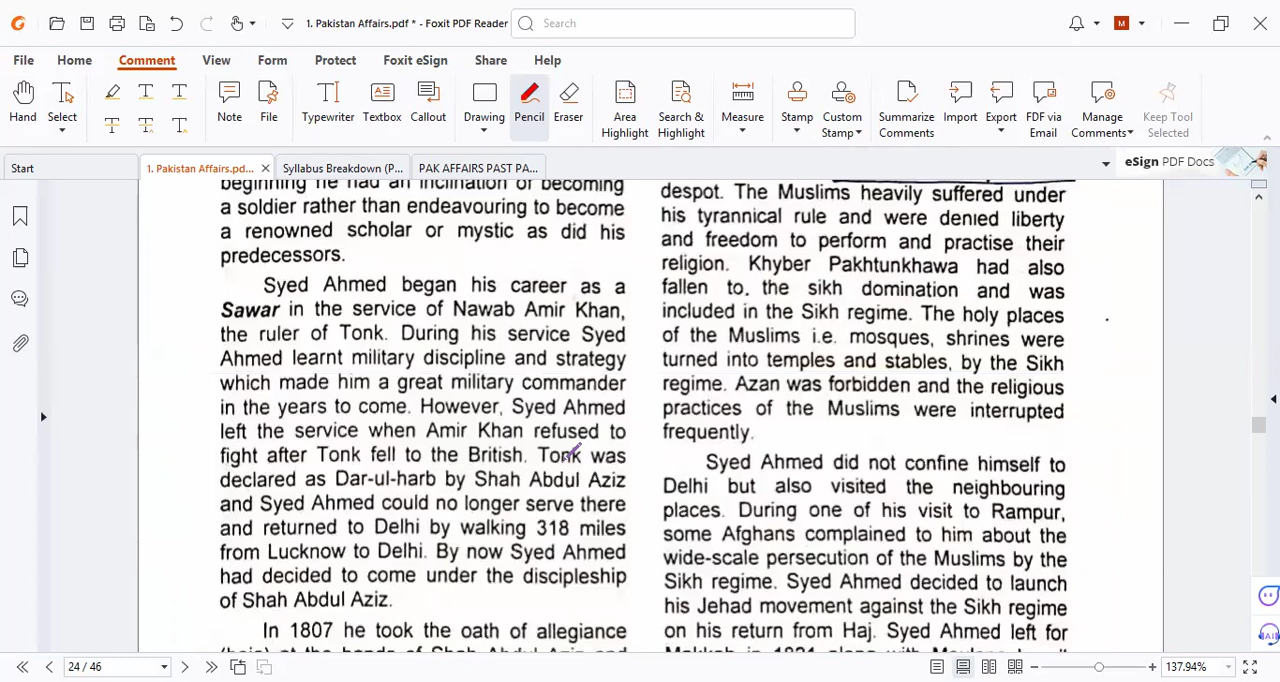 1. Pakistan Affairs.pdf * - Foxit PDF Reader
Search
M
File Home Comment View Form Protect Foxit eSign Share Help
Hand Select Note File Typewriter Textbox Callout Drawing Pencil Eraser Area Highlight Search & Highlight Measure Stamp Custom Stamp Summarize Comments Import Export FDF via Email Manage Comments Keep Tool Selected
Start 1. Pakistan Affairs.pd... Syllabus Breakdown (P... PAK AFFAIRS PAST PA... eSign PDF Docs
beginning he had an inclination of becoming
a soldier rather than endeavouring to become
a renowned scholar or mystic as did his
predecessors.
Syed Ahmed began his career as a
Sawar in the service of Nawab Amir Khan,
the ruler of Tonk. During his service Syed
Ahmed learnt military discipline and strategy
which made him a great military commander
in the years to come. However, Syed Ahmed
left the service when Amir Khan refused to
fight after Tonk fell to the British. Tonk was
declared as Dar-ul-harb by Shah Abdul Aziz
and Syed Ahmed could no longer serve there
and returned to Delhi by walking 318 miles
from Lucknow to Delhi. By now Syed Ahmed
had decided to come under the discipleship
of Shah Abdul Aziz.
In 1807 he took the oath of allegiance
(baia) at the hands of Shah Abdul Aziz and
despot. The Muslims heavily suffered under
his tyrannical rule and were denied liberty
and freedom to perform and practise their
religion. Khyber Pakhtunkhawa had also
fallen to. the sikh domination and was
included in the Sikh regime. The holy places
of the Muslims i.e. mosques, shrines were
turned into temples and stables, by the Sikh
regime. Azan was forbidden and the religious
practices of the Muslims were interrupted
frequently.
Syed Ahmed did not confine himself to
Delhi but also visited the neighbouring
places. During one of his visit to Rampur,
some Afghans complained to him about the
wide-scale persecution of the Muslims by the
Sikh regime. Syed Ahmed decided to launch
his Jehad movement against the Sikh regime
on his return from Haj. Syed Ahmed left for
Makkah in 1821 along with
AI
24 / 46
137.94%